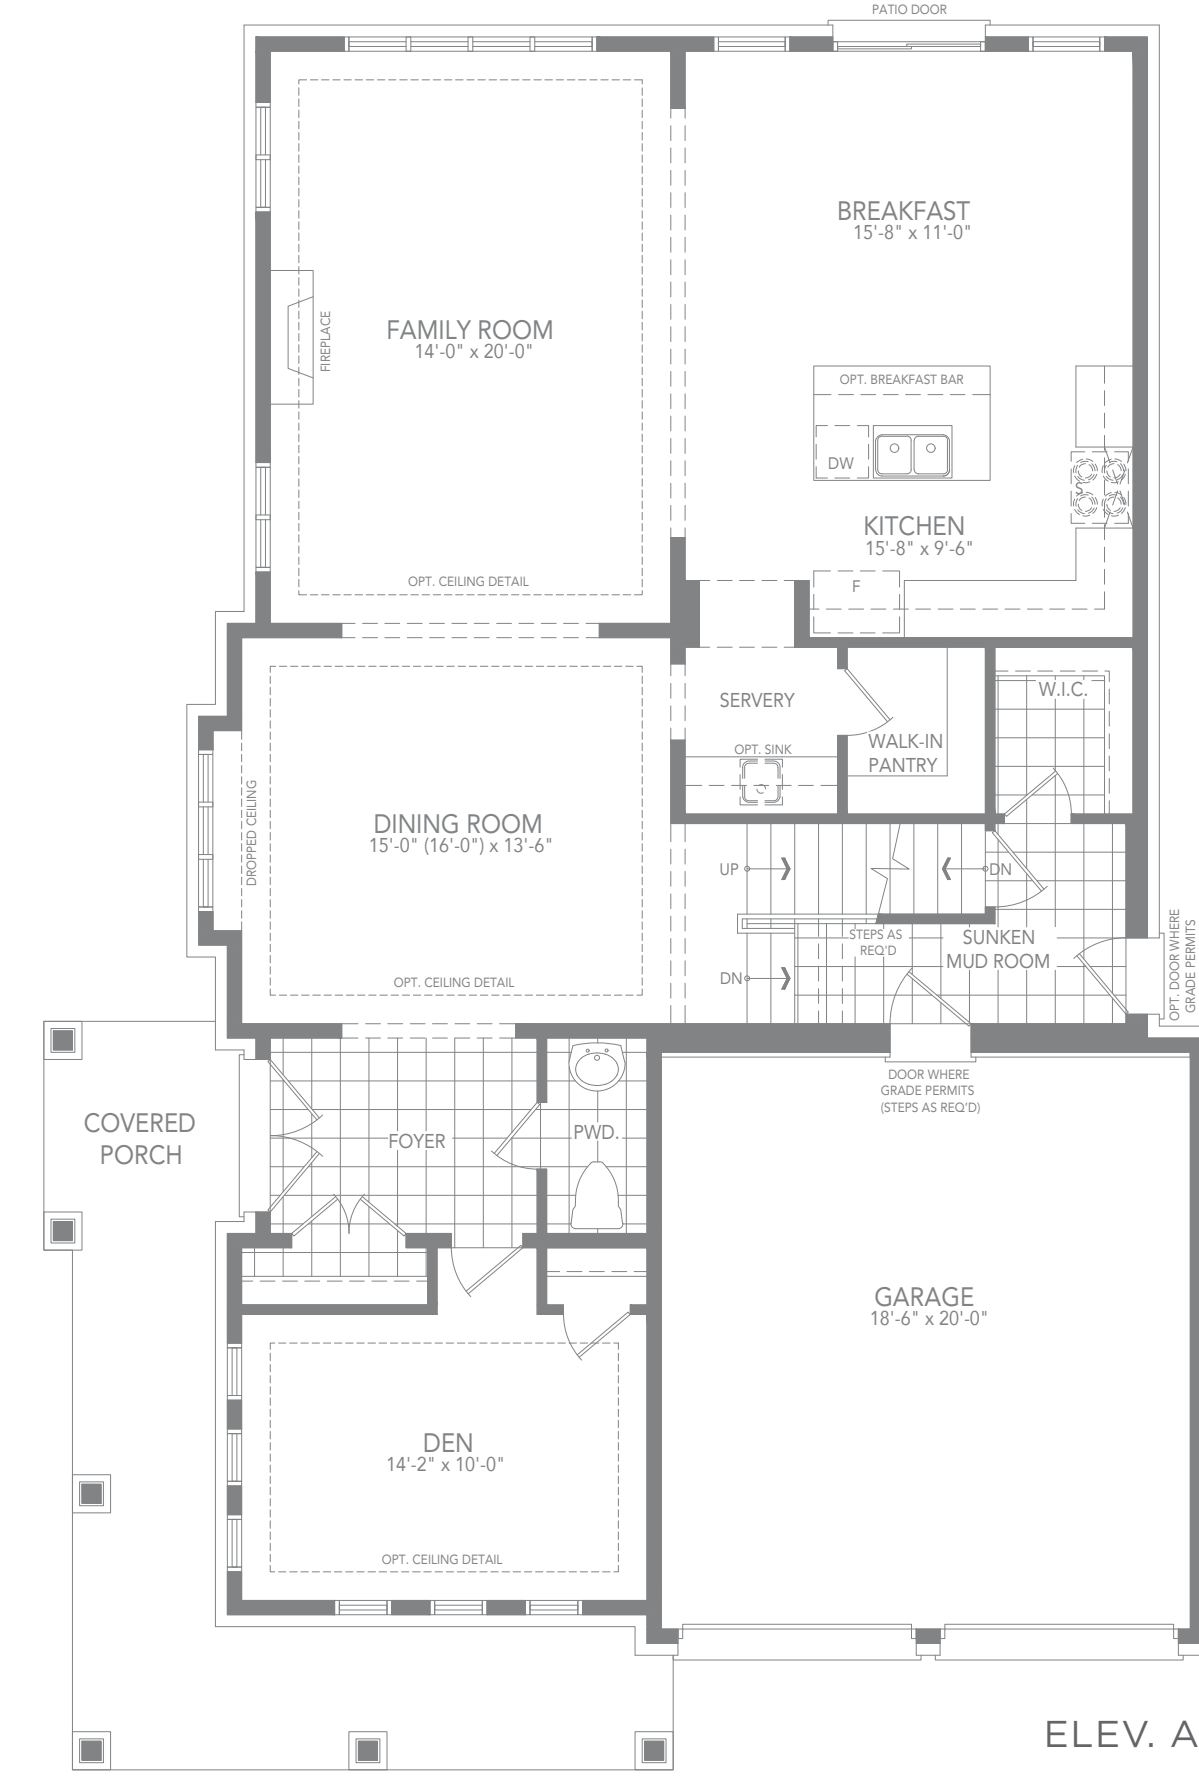 PATIO DOOR
BREAKFAST
15'-8" x 11'-0"
FAMILY ROOM
14'-0" x 20'-0"
FIREPLACE
OPT. BREAKFAST BAR
DW
S
KITCHEN
15'-8" x 9'-6"
F
OPT. CEILING DETAIL
SERVERY
W.I.C.
OPT. SINK
WALK-IN
PANTRY
DROPPED CEILING
DINING ROOM
15'-0" (16'-0") x 13'-6"
UP
DN
STEPS AS
REQ'D
SUNKEN
MUD ROOM
OPT. DOOR WHERE
GRADE PERMITS
DN
OPT. CEILING DETAIL
DOOR WHERE
GRADE PERMITS
(STEPS AS REQ'D)
COVERED
PORCH
FOYER
PWD.
GARAGE
18'-6" x 20'-0"
DEN
14'-2" x 10'-0"
OPT. CEILING DETAIL
ELEV. A